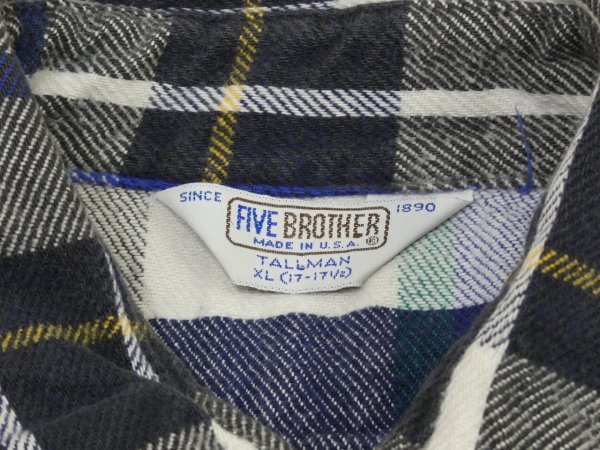 SINCE 1890
FIVE BROTHER ®
MADE IN U.S.A.
TALLMAN
XL (17-17½)